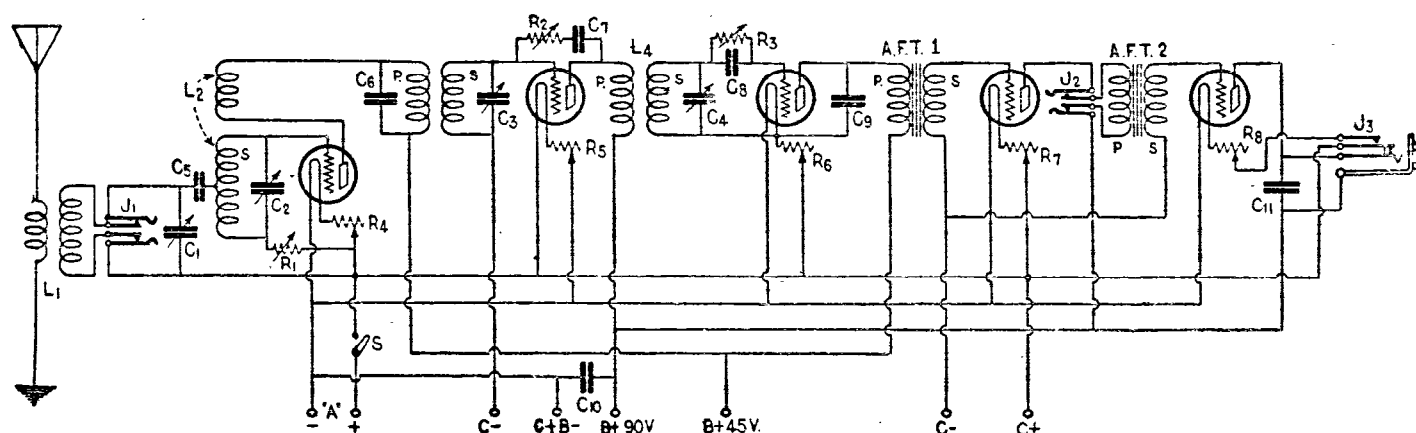 R2 C7
L4
R3
A.F.T. 1
A.F.T. 2
L2
C6
P.
S
C3
P.
S
C4
C8
C9
P.
S
J2
P
S
R8
J3
R5
R6
R7
C5
S
C2
R4
J1
C1
R1
L1
C11
S
C10
- "A" +
C-
C+B-
B+90V
B+45V.
C-
C+